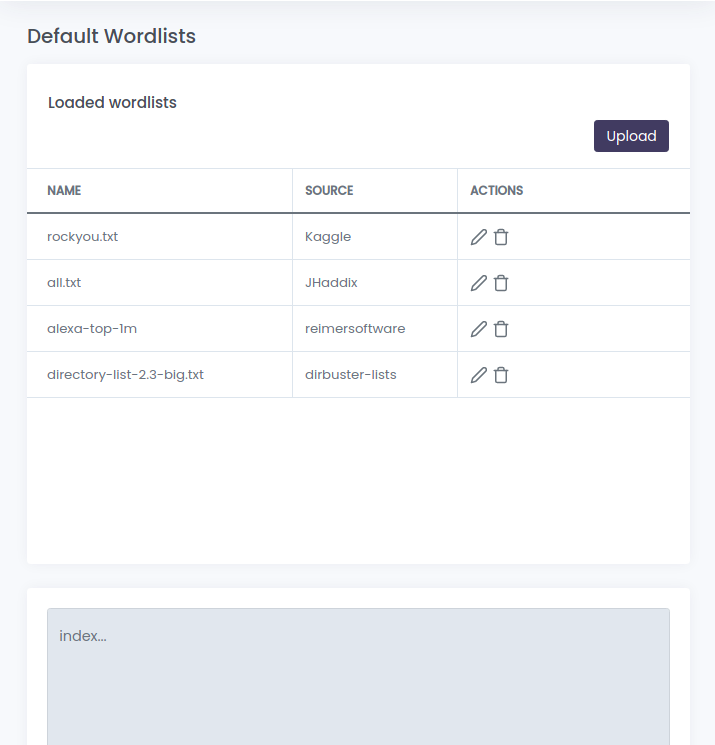 Default Wordlists
Loaded wordlists
Upload
NAME SOURCE ACTIONS
rockyou.txt Kaggle
all.txt JHaddix
alexa-top-1m reimersoftware
directory-list-2.3-big.txt dirbuster-lists
index...